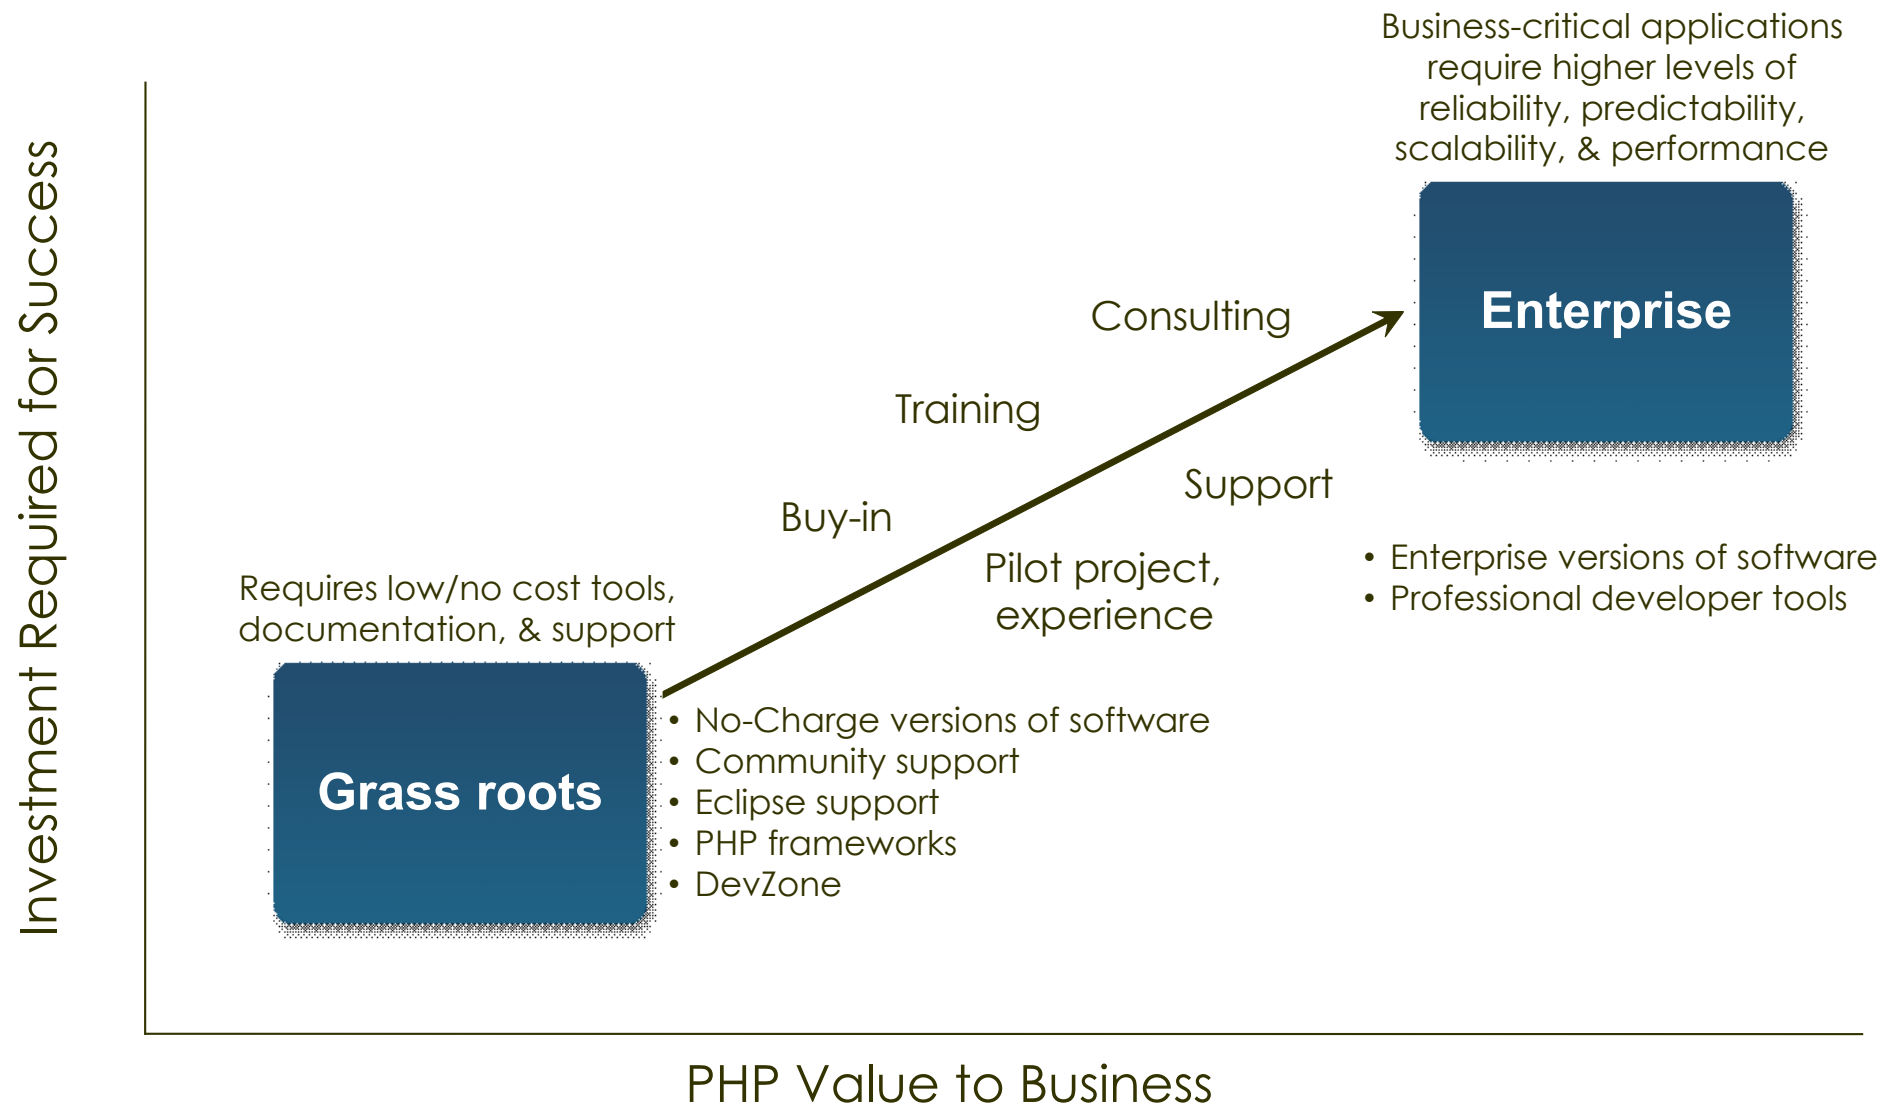 Business-critical applications
require higher levels of
reliability, predictability,
scalability, & performance
Enterprise
Investment Required for Success
Consulting
Training
Support
Buy-in
Pilot project,
experience
• Enterprise versions of software
• Professional developer tools
Requires low/no cost tools,
documentation, & support
Grass roots
• No-Charge versions of software
• Community support
• Eclipse support
• PHP frameworks
• DevZone
PHP Value to Business